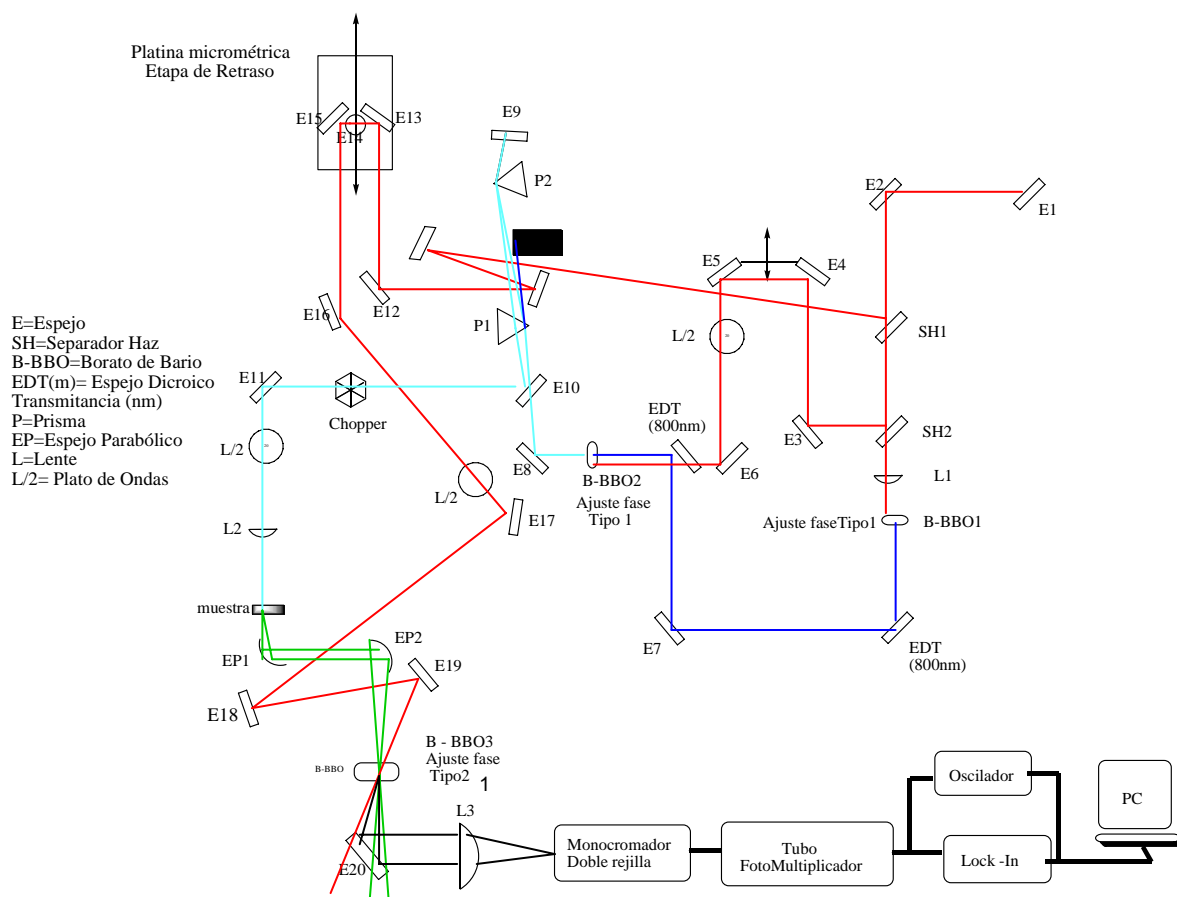 Platina micrométrica
Etapa de Retraso
E15
E13
E14
E9
P2
E2
E1
E5
E4
E12
E16
P1
L/2
SH1
E=Espejo
SH=Separador Haz
B-BBO=Borato de Bario
EDT(m)= Espejo Dicroico
Transmitancia (nm)
P=Prisma
EP=Espejo Parabólico
L=Lente
L/2= Plato de Ondas
E11
Chopper
E10
EDT
(800nm)
E3
SH2
L/2
E8
E6
B-BBO2
Ajuste fase
Tipo 1
L1
L/2
E17
Ajuste faseTipo1
B-BBO1
L2
muestra
EP1
EP2
E7
EDT
(800nm)
E19
E18
B - BBO3
Ajuste fase
Tipo2
1
B-BBO
L3
E20
Monocromador
Doble rejilla
Tubo
FotoMultiplicador
Oscilador
Lock -In
PC